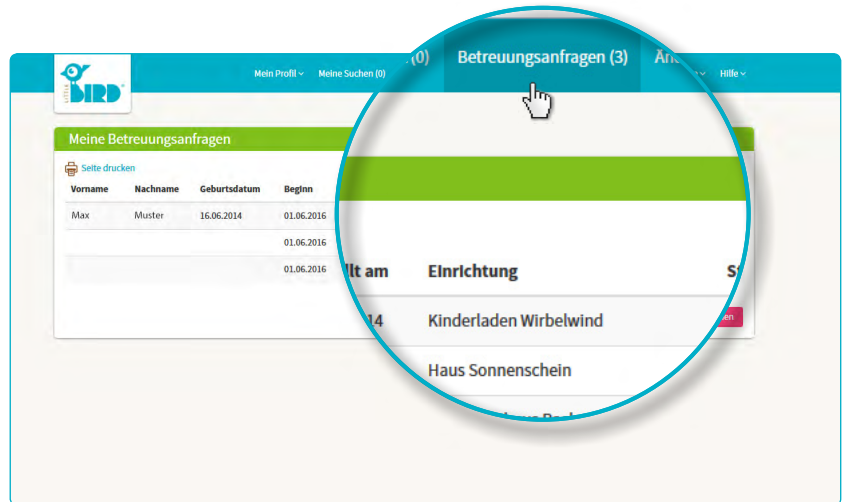 (0) Betreuungsanfragen (3)
LITTLE BIRD
Mein Profil Meine Suchen (0) Hilfe
Meine Betreuungsanfragen
Seite drucken
Vorname Nachname Geburtsdatum Beginn
Max Muster 16.06.2014 01.06.2016
01.06.2016
01.06.2016
llt am Einrichtung
14 Kinderladen Wirbelwind
Haus Sonnenschein